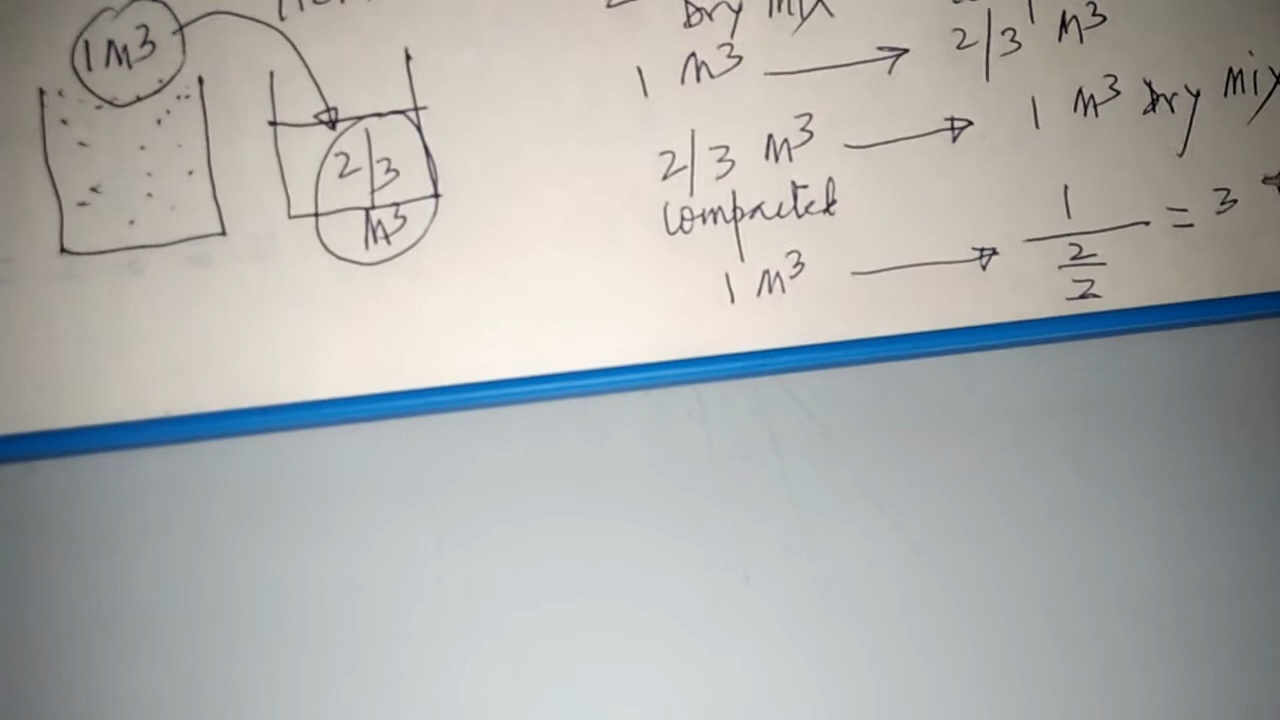 1 M3
2/3
M3
Dry Mix
1 M3 → 2/3 M3
2/3 M3 → 1 M3 Dry Mix
compacted
1 M3 → 1/(2/2) = 3